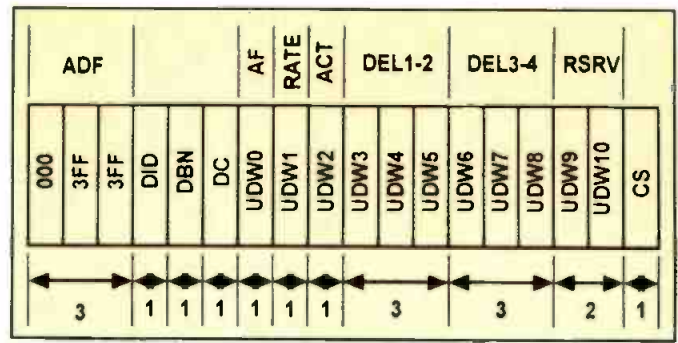 ADF AF RATE ACT DEL1-2 DEL3-4 RSRV
000 3FF 3FF DID DBN DC UDW0 UDW1 UDW2 UDW3 UDW4 UDW5 UDW6 UDW7 UDW8 UDW9 UDW10 CS
3 1 1 1 1 1 1 3 3 2 1